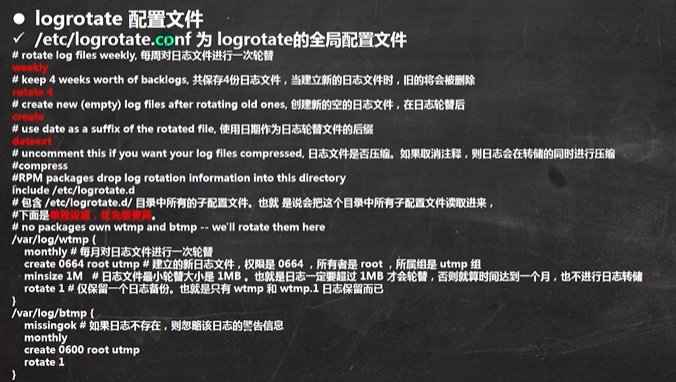 ● logrotate 配置文件
✓ /etc/logrotate.conf 为 logrotate的全局配置文件
# rotate log files weekly, 每周对日志文件进行一次轮替
weekly
# keep 4 weeks worth of backlogs, 共保存4份日志文件，当建立新的日志文件时，旧的将会被删除
rotate 4
# create new (empty) log files after rotating old ones, 创建新的空的日志文件，在日志轮替后
create
# use date as a suffix of the rotated file, 使用日期作为日志轮替文件的后缀
dateext
# uncomment this if you want your log files compressed, 日志文件是否压缩。如果取消注释，则日志会在转储的同时进行压缩
#compress
#RPM packages drop log rotation information into this directory
include /etc/logrotate.d
# 包含 /etc/logrotate.d/ 目录中所有的子配置文件。也就 是说会把这个目录中所有子配置文件读取进来，
#下面是单独设置，优先级更高。
# no packages own wtmp and btmp -- we'll rotate them here
/var/log/wtmp {
monthly # 每月对日志文件进行一次轮替
create 0664 root utmp # 建立的新日志文件，权限是 0664 ，所有者是 root ，所属组是 utmp 组
minsize 1M # 日志文件最小轮替大小是 1MB 。也就是日志一定要超过 1MB 才会轮替，否则就算时间达到一个月，也不进行日志转储
rotate 1 # 仅保留一个日志备份。也就是只有 wtmp 和 wtmp.1 日志保留而已
}
/var/log/btmp {
missingok # 如果日志不存在，则忽略该日志的警告信息
monthly
create 0600 root utmp
rotate 1
}